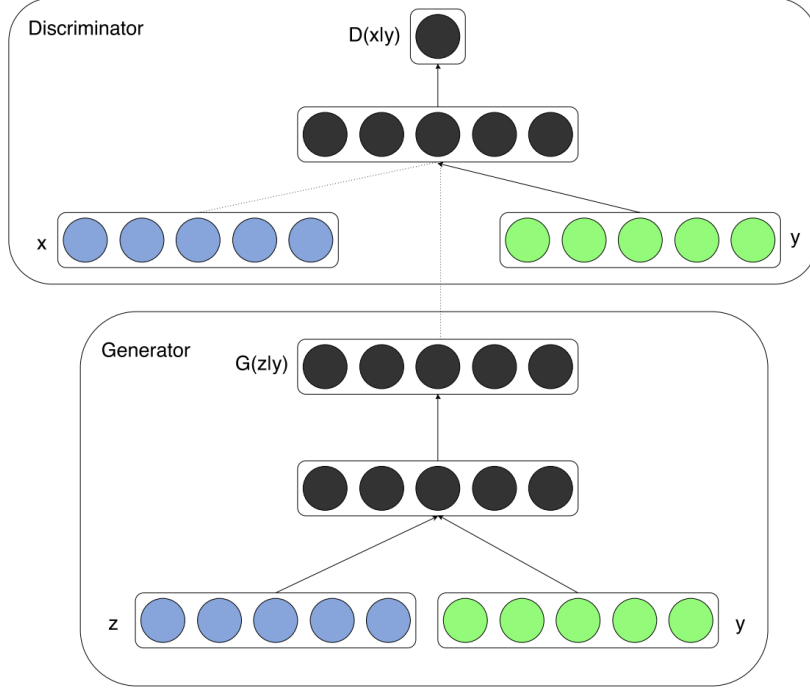 Discriminator
D(x|y)
x
y
Generator
G(z|y)
z
y